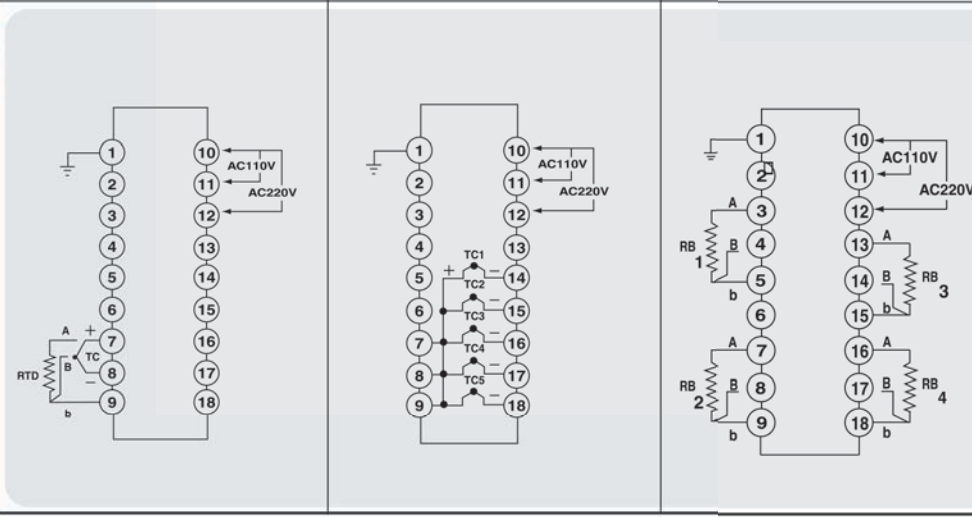 1 10
AC110V
2 11
AC220V
3 12
4 13
5 14
6 15
A +
7 16
TC
RTD B
8 17
−
9 18
b
1 10
AC110V
2 11
AC220V
3 12
4 13
TC1
5 + − 14
TC2
6 − 15
TC3
7 − 16
TC4
8 − 17
TC5
9 − 18
1 10
AC110V
2 11
AC220V
A 3 12
RB 1 B 4 13 A
b 5 14 B RB 3
6 15 b
A 7 16 A
RB 2 B 8 17 B RB 4
b 9 18 b